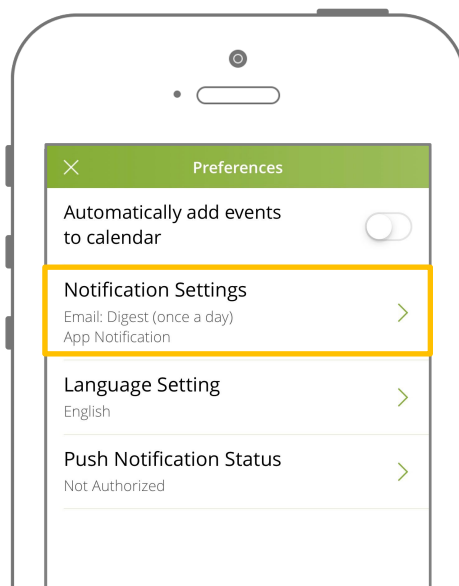 Preferences
Automatically add events
to calendar
Notification Settings
Email: Digest (once a day)
App Notification
Language Setting
English
Push Notification Status
Not Authorized